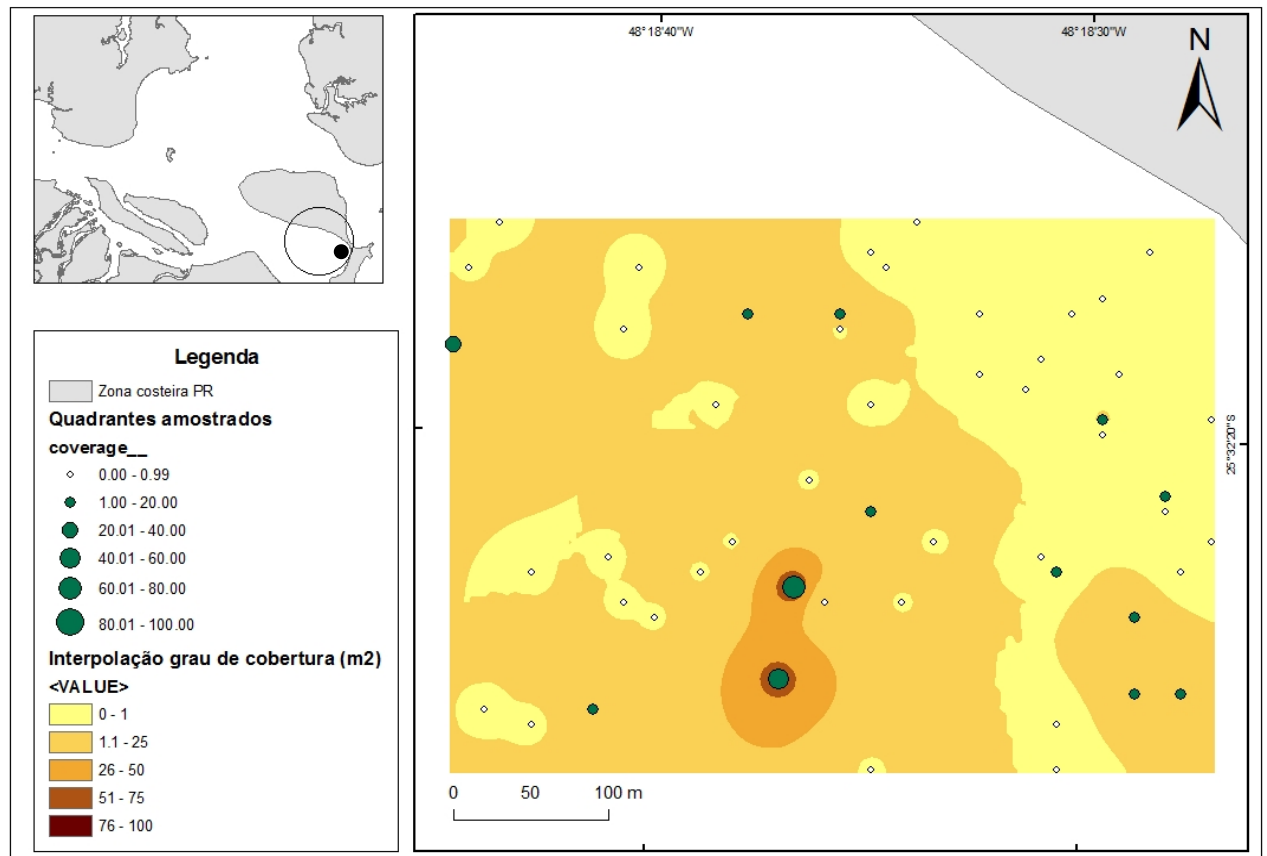 48°18'40"W
48°18'30"W
N
25°32'20"S
Legenda
Zona costeira PR
Quadrantes amostrados
coverage__
0.00 - 0.99
1.00 - 20.00
20.01 - 40.00
40.01 - 60.00
60.01 - 80.00
80.01 - 100.00
Interpolação grau de cobertura (m2)
<VALUE>
0 - 1
1.1 - 25
26 - 50
51 - 75
76 - 100
0 50 100 m